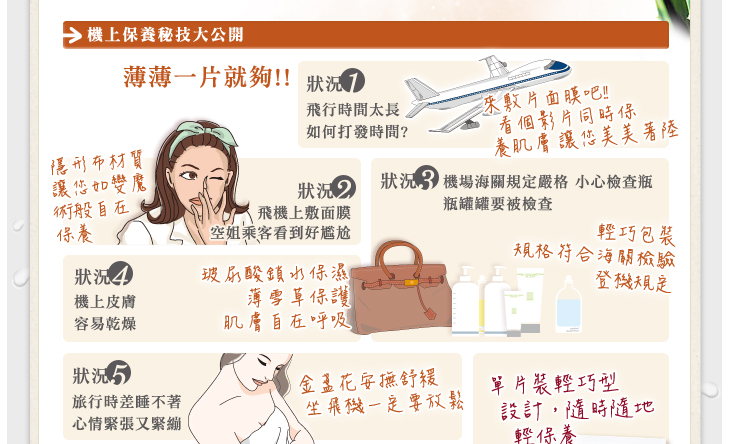 機上保養秘技大公開
薄薄一片就夠!!
狀況1
飛行時間太長
如何打發時間?
來敷片面膜吧!!
看個影片同時保
養肌膚 讓您美美著陸
隱形布材質
讓您如變魔
術般自在
保養
狀況2
飛機上敷面膜
空姐乘客看到好尷尬
狀況3 機場海關規定嚴格 小心檢查瓶
瓶罐罐要被檢查
輕巧包裝
規格符合海關檢驗
登機規定
狀況4
機上皮膚
容易乾燥
玻尿酸鎖水保濕
薄雪草保護
肌膚自在呼吸
狀況5
旅行時差睡不著
心情緊張又緊繃
金盞花安撫舒緩
坐飛機一定要放鬆
單片裝輕巧型
設計，隨時隨地
輕保養